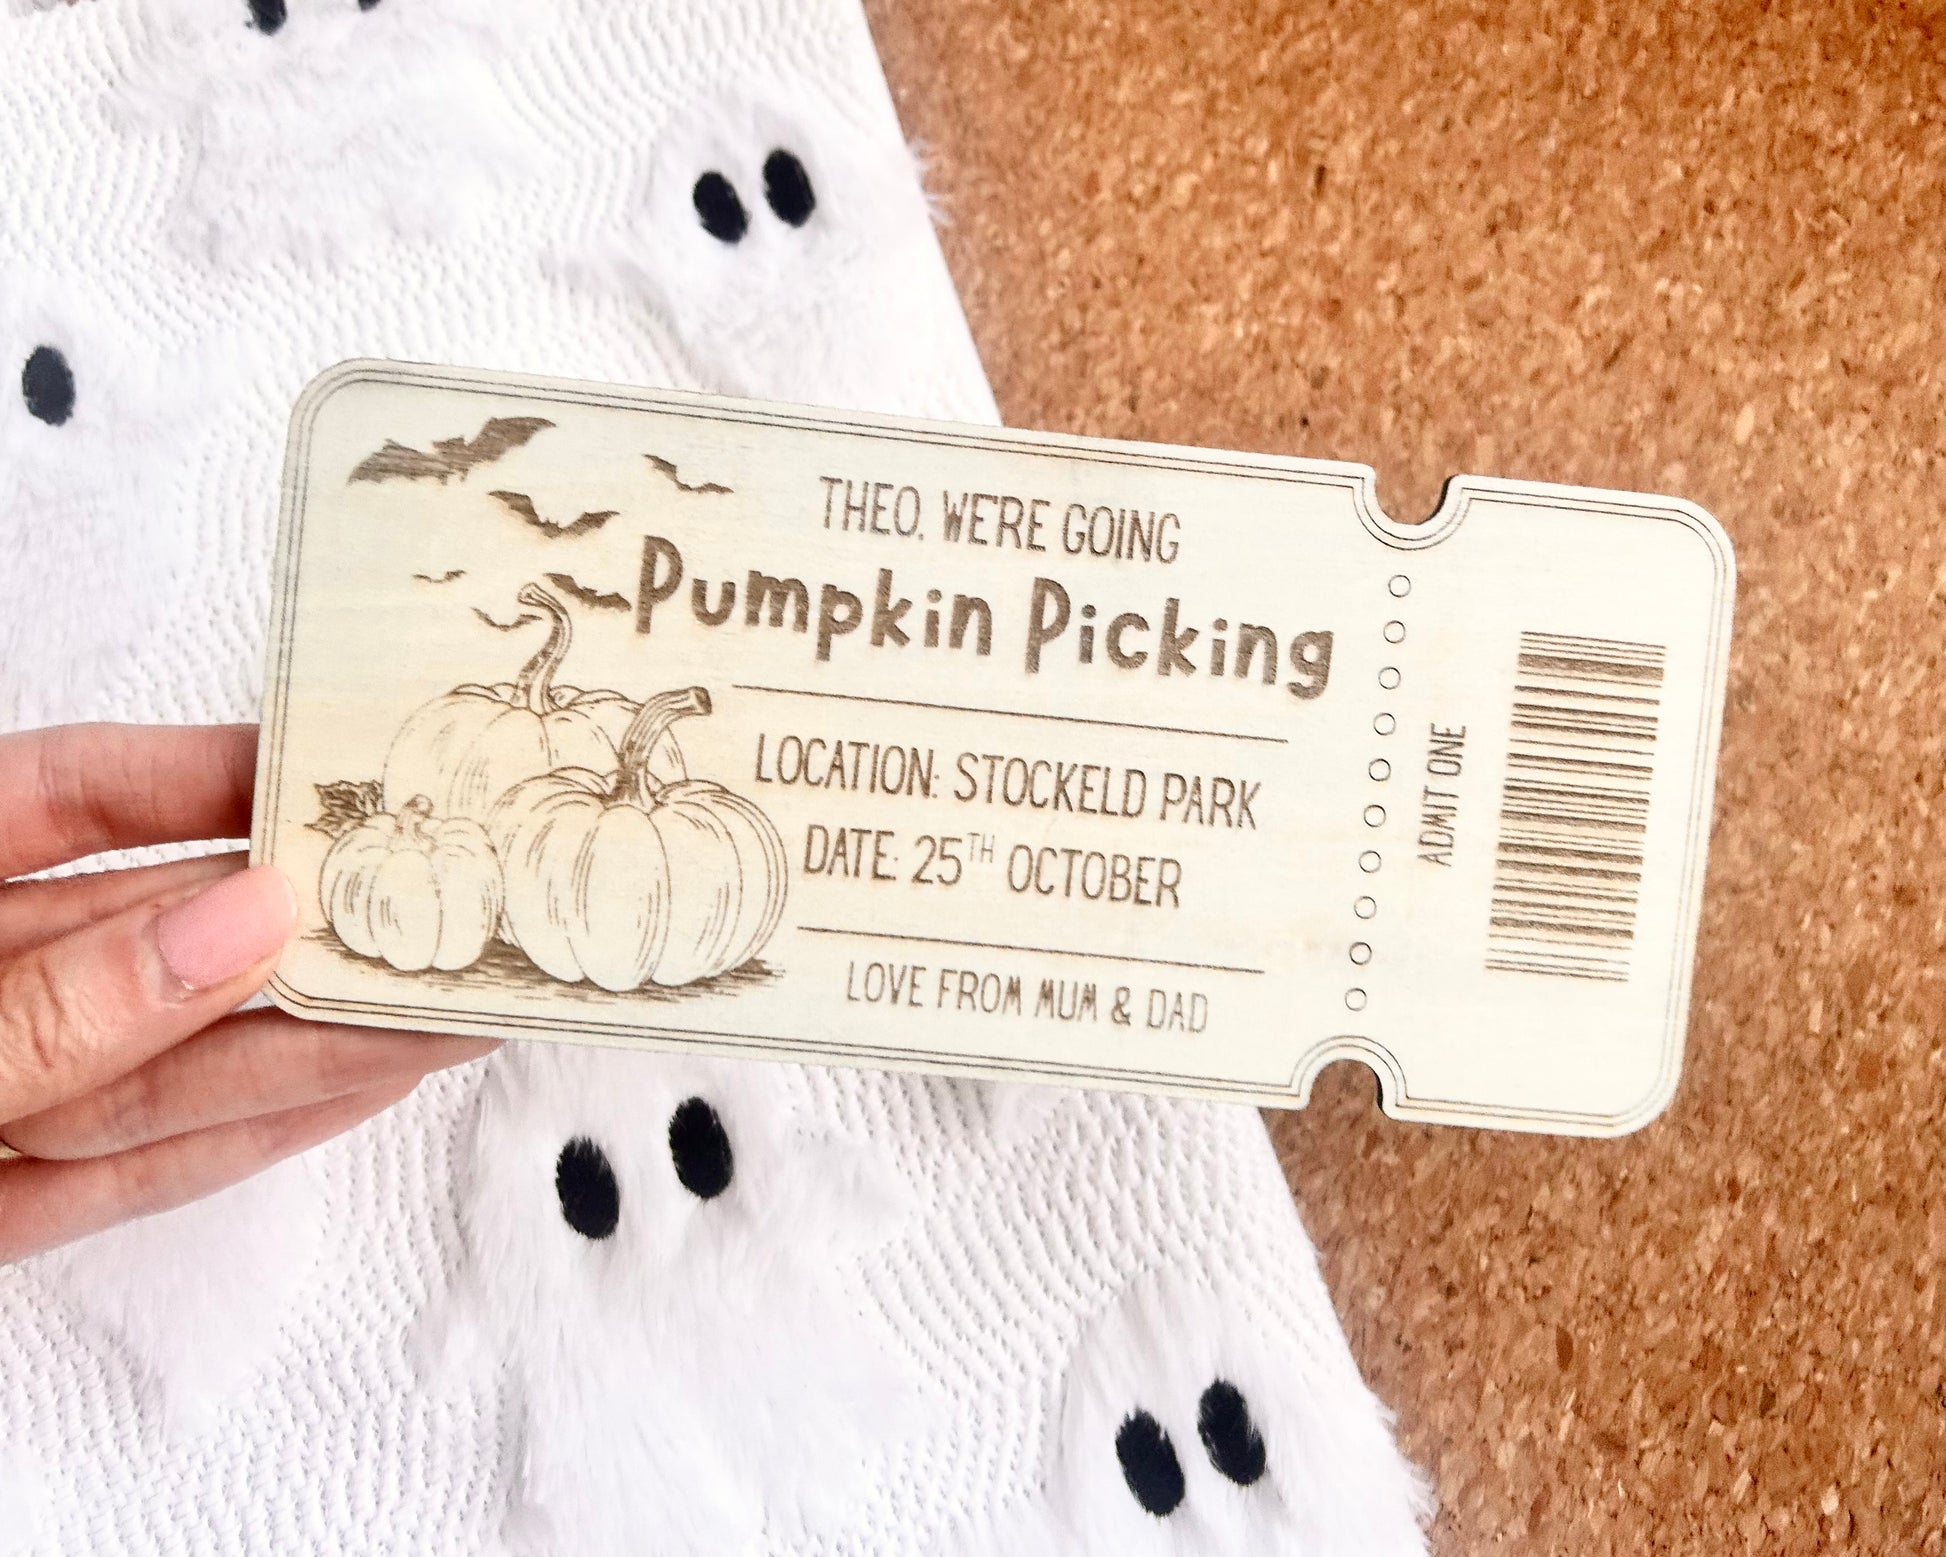 THEO, WE'RE GOING
Pumpkin Picking
LOCATION: STOCKELD PARK
DATE: 25TH OCTOBER
LOVE FROM MUM & DAD
ADMIT ONE